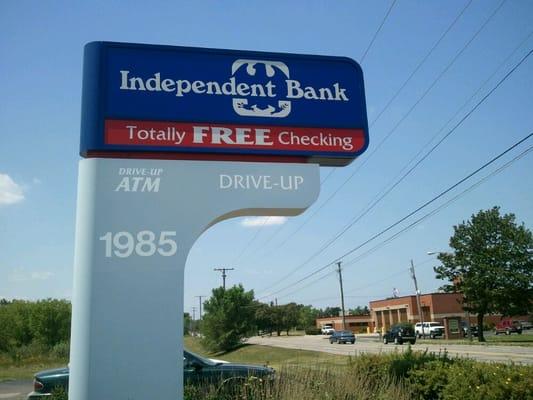 Independent Bank
Totally FREE Checking
DRIVE-UP
ATM
DRIVE-UP
1985